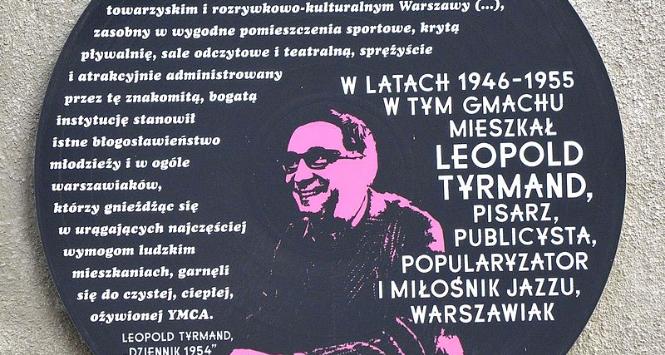 towarzyskim i rozrywkowo-kulturalnym Warszawy (...),
zasobny w wygodne pomieszczenia sportowe, krytą
pływalnię, sale odczytowe i teatralną, sprężyście
i atrakcyjnie administrowany
przez tę znakomitą, bogatą
instytucję stanowił
istne błogosławieństwo
młodzieży i w ogóle
warszawiaków,
którzy gnieżdżąc się
w urągających najczęściej
wymogom ludzkim
mieszkaniach, garnęli
się do czystej, ciepłej,
ożywionej YMCA.
LEOPOLD TYRMAND,
DZIENNIK 1954"
W LATACH 1946-1955
W TYM GMACHU
MIESZKAŁ
LEOPOLD
TYRMAND,
PISARZ,
PUBLICYSTA,
POPULARYZATOR
I MIŁOŚNIK JAZZU,
WARSZAWIAK